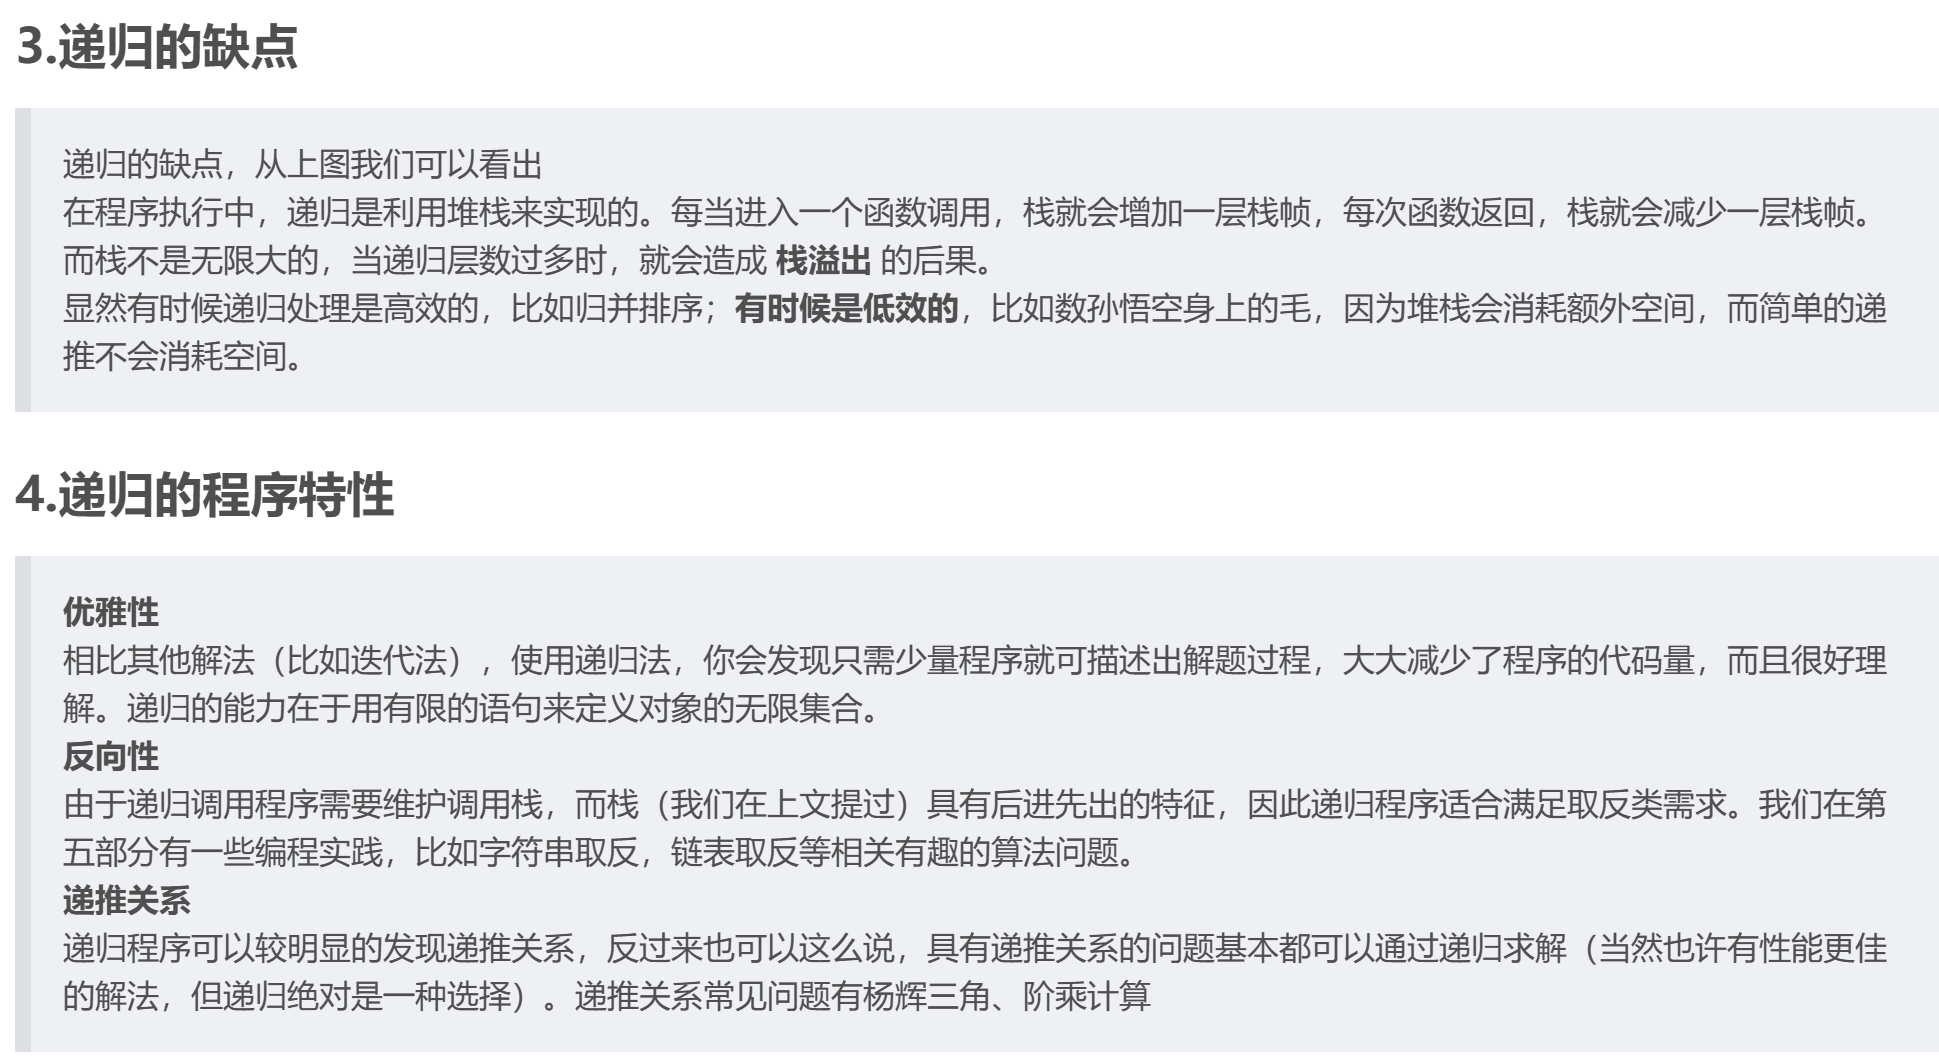 3.递归的缺点
递归的缺点，从上图我们可以看出
在程序执行中，递归是利用堆栈来实现的。每当进入一个函数调用，栈就会增加一层栈帧，每次函数返回，栈就会减少一层栈帧。
而栈不是无限大的，当递归层数过多时，就会造成 栈溢出 的后果。
显然有时候递归处理是高效的，比如归并排序；有时候是低效的，比如数孙悟空身上的毛，因为堆栈会消耗额外空间，而简单的递
推不会消耗空间。
4.递归的程序特性
优雅性
相比其他解法（比如迭代法），使用递归法，你会发现只需少量程序就可描述出解题过程，大大减少了程序的代码量，而且很好理
解。递归的能力在于用有限的语句来定义对象的无限集合。
反向性
由于递归调用程序需要维护调用栈，而栈（我们在上文提过）具有后进先出的特征，因此递归程序适合满足取反类需求。我们在第
五部分有一些编程实践，比如字符串取反，链表取反等相关有趣的算法问题。
递推关系
递归程序可以较明显的发现递推关系，反过来也可以这么说，具有递推关系的问题基本都可以通过递归求解（当然也许有性能更佳
的解法，但递归绝对是一种选择）。递推关系常见问题有杨辉三角、阶乘计算